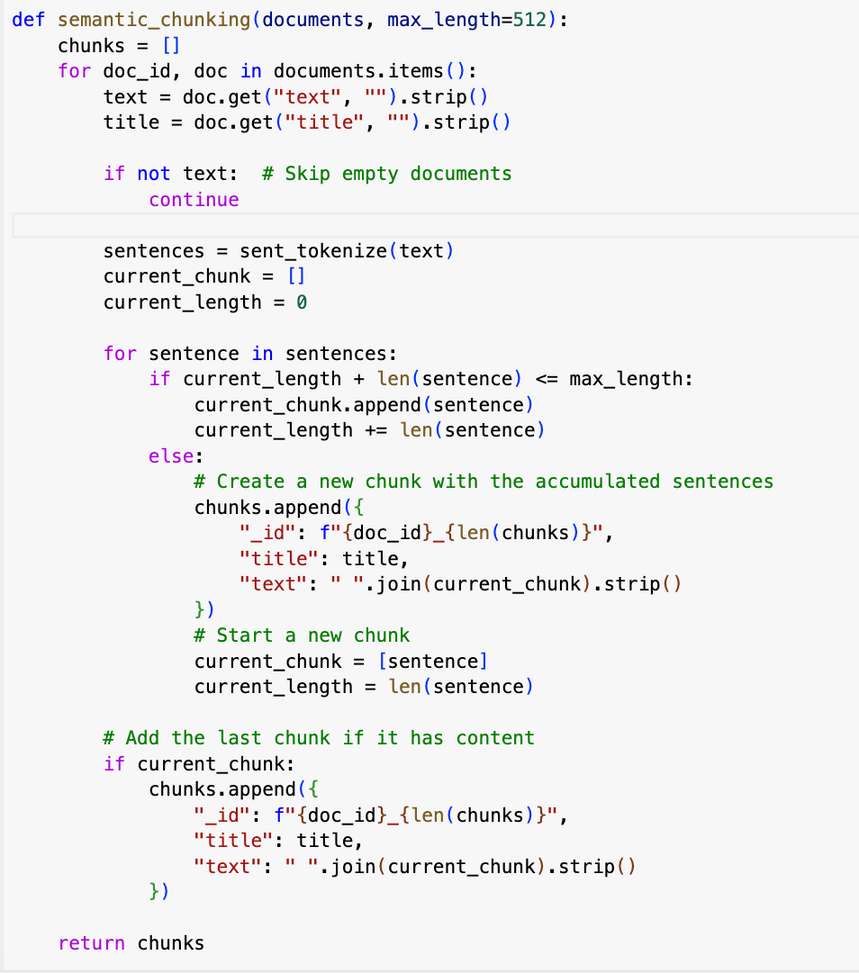 def semantic_chunking(documents, max_length=512):
    chunks = []
    for doc_id, doc in documents.items():
        text = doc.get("text", "").strip()
        title = doc.get("title", "").strip()

        if not text:  # Skip empty documents
            continue

        sentences = sent_tokenize(text)
        current_chunk = []
        current_length = 0

        for sentence in sentences:
            if current_length + len(sentence) <= max_length:
                current_chunk.append(sentence)
                current_length += len(sentence)
            else:
                # Create a new chunk with the accumulated sentences
                chunks.append({
                    "_id": f"{doc_id}_{len(chunks)}",
                    "title": title,
                    "text": " ".join(current_chunk).strip()
                })
                # Start a new chunk
                current_chunk = [sentence]
                current_length = len(sentence)

        # Add the last chunk if it has content
        if current_chunk:
            chunks.append({
                "_id": f"{doc_id}_{len(chunks)}",
                "title": title,
                "text": " ".join(current_chunk).strip()
            })

    return chunks